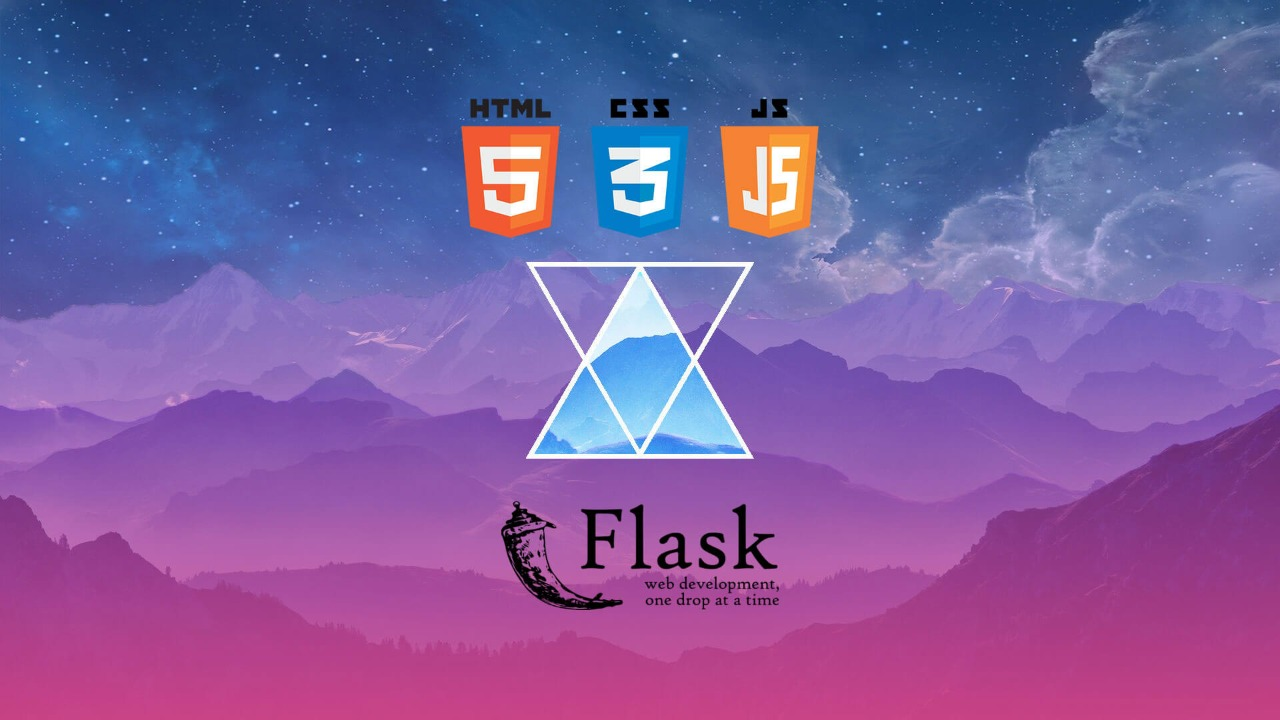 HTML CSS JS
5 3 JS
Flask
web development,
one drop at a time